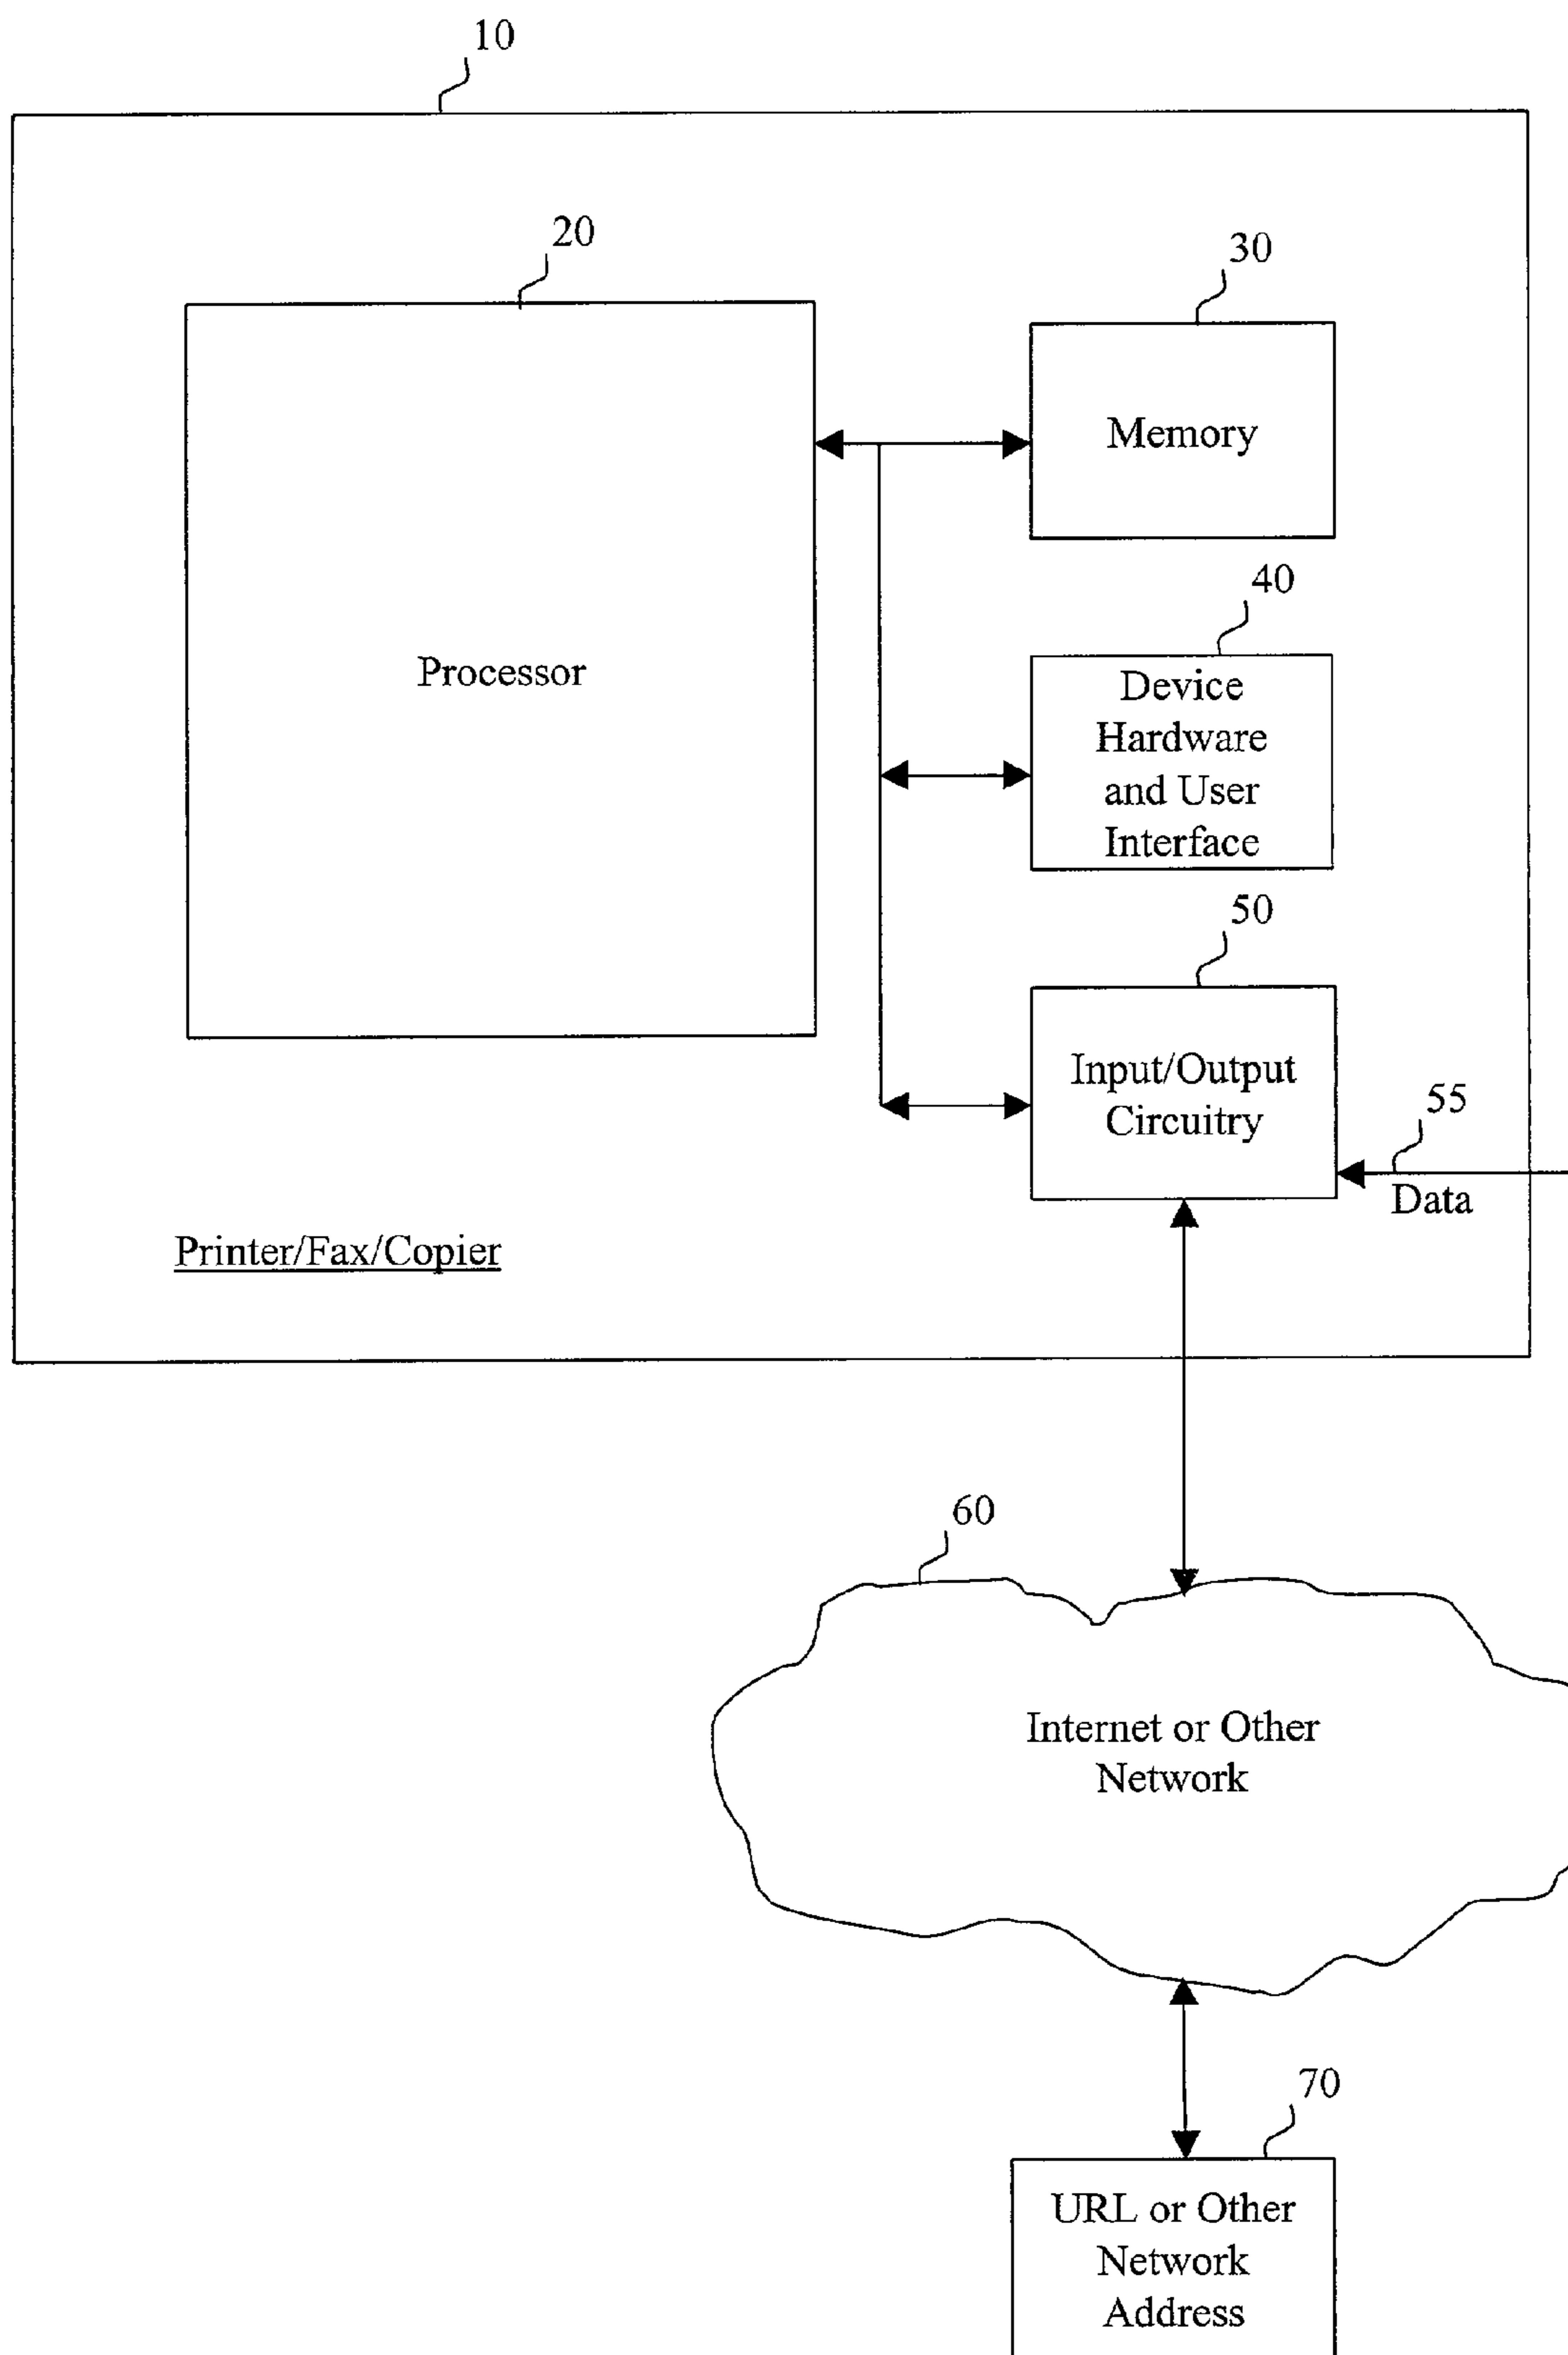 10
20
30
Memory
Processor
40
Device
Hardware
and User
Interface
50
Input/Output
Circuitry
55
Data
Printer/Fax/Copier
60
Internet or Other
Network
70
URL or Other
Network
Address